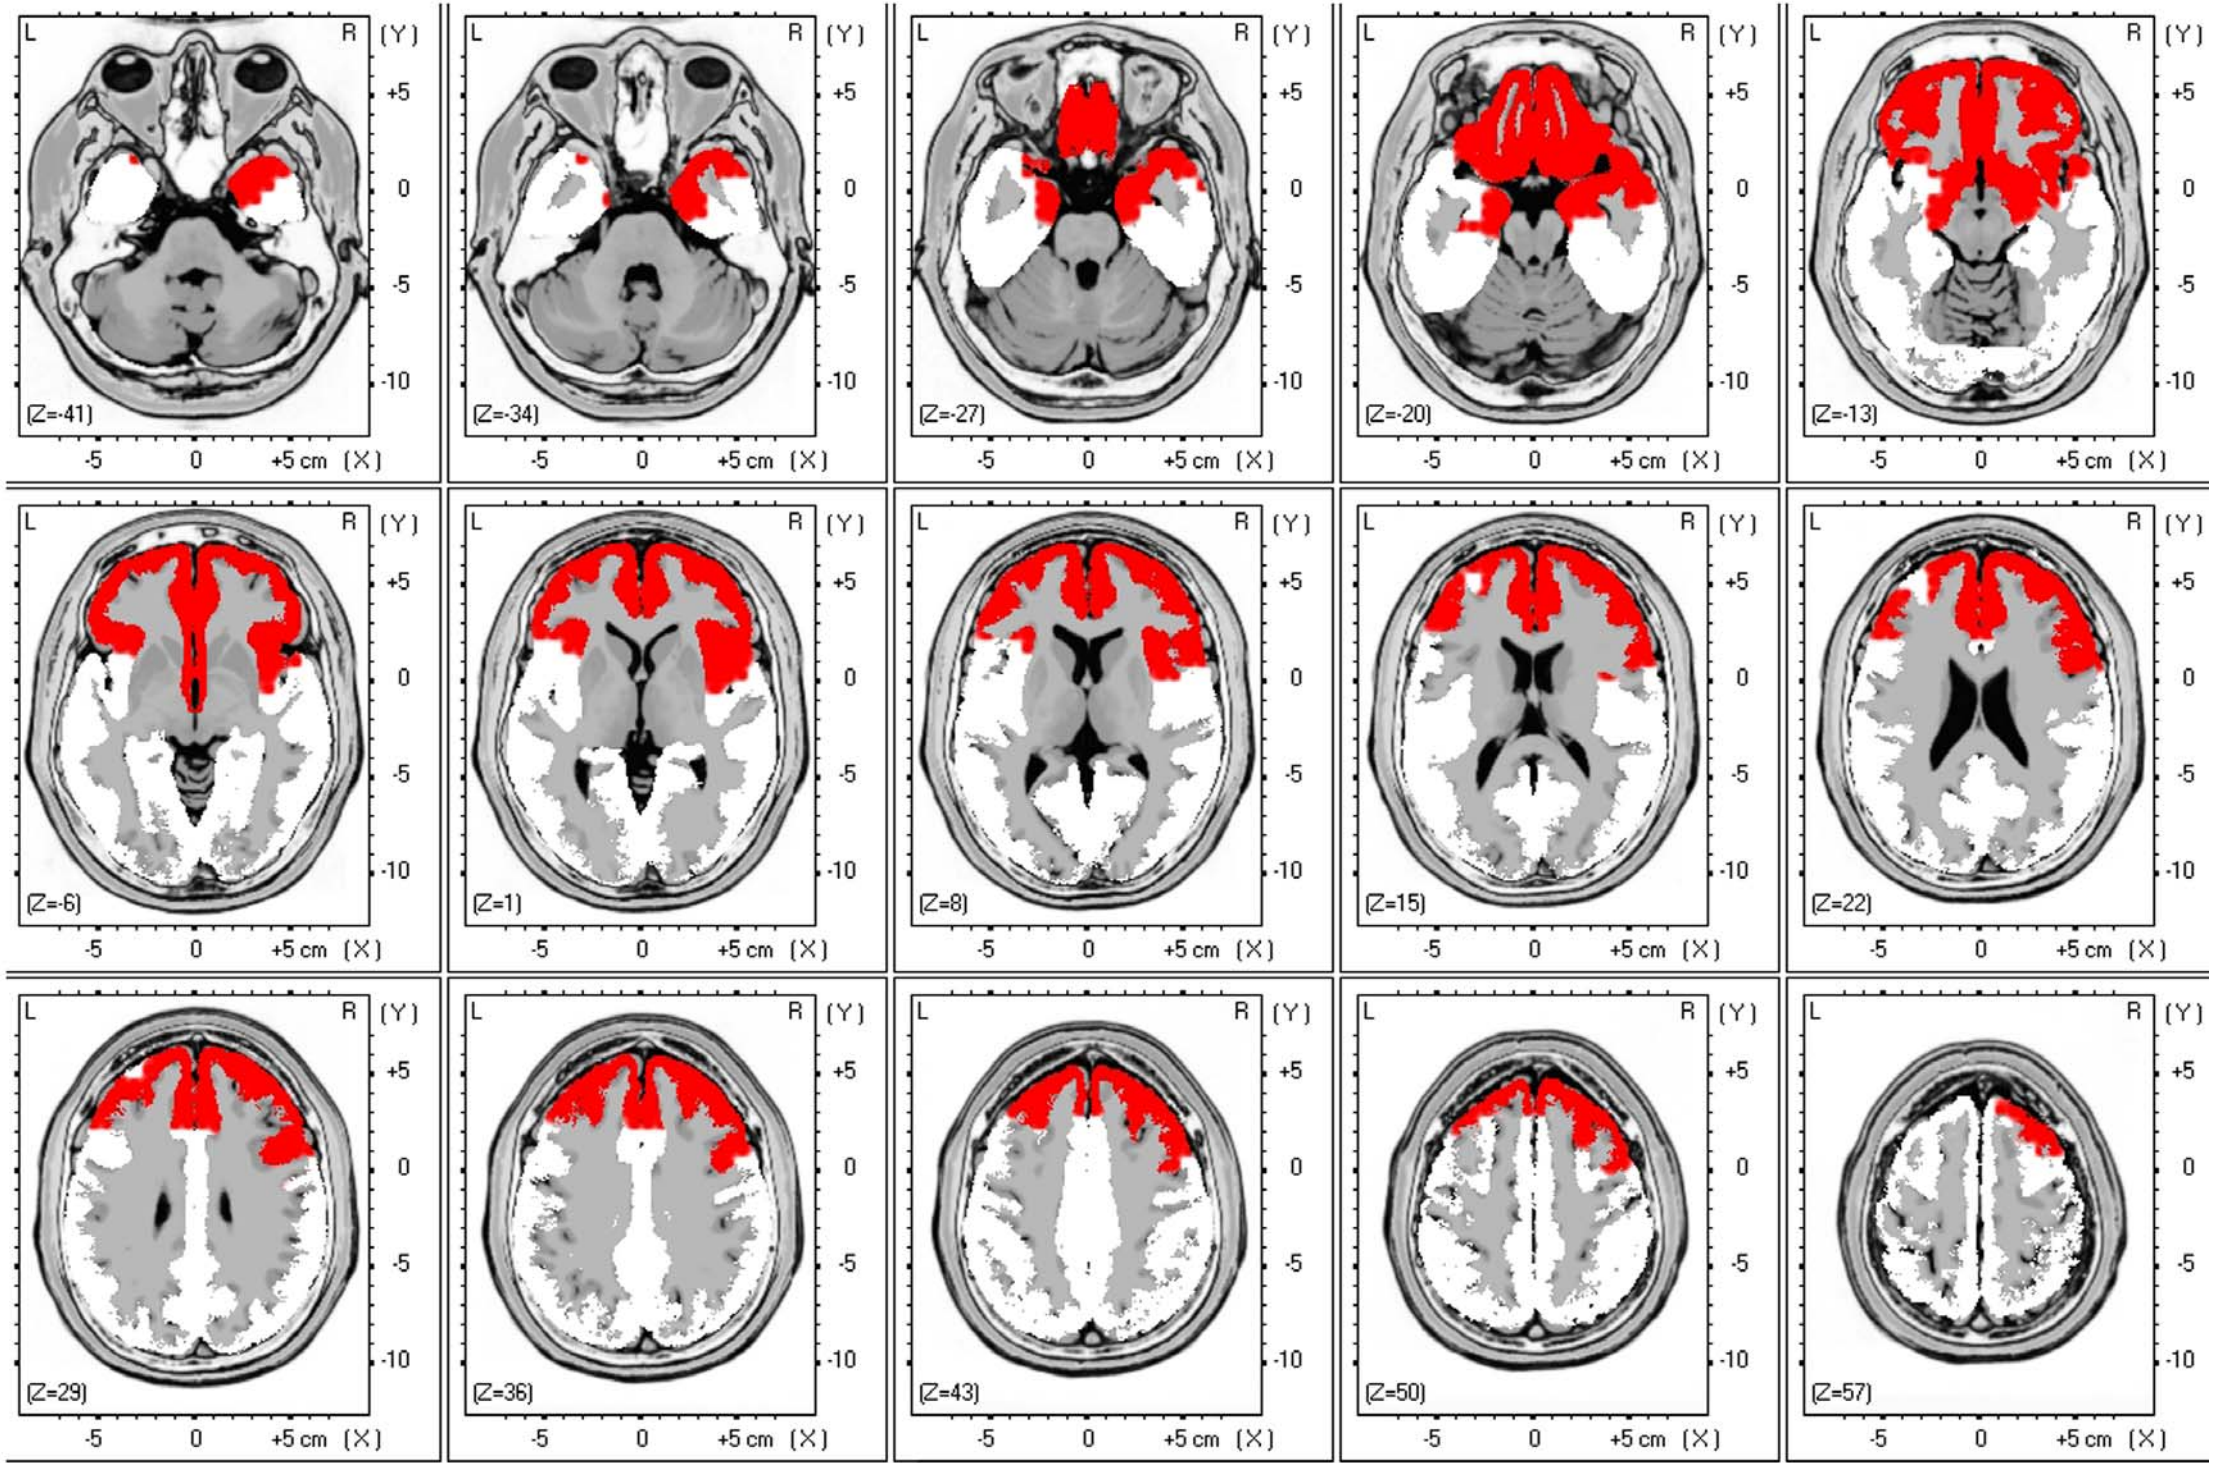 L R (Y) L R (Y) L R (Y) L R (Y) L R (Y)
+5 +5 +5 +5 +5
0 0 0 0 0
-5 -5 -5 -5 -5
-10 -10 -10 -10 -10
(Z=-41) (Z=-34) (Z=-27) (Z=-20) (Z=-13)
-5 0 +5 cm (X) -5 0 +5 cm (X) -5 0 +5 cm (X) -5 0 +5 cm (X) -5 0 +5 cm (X)
L R (Y) L R (Y) L R (Y) L R (Y) L R (Y)
+5 +5 +5 +5 +5
0 0 0 0 0
-5 -5 -5 -5 -5
-10 -10 -10 -10 -10
(Z=-6) (Z=1) (Z=8) (Z=15) (Z=22)
-5 0 +5 cm (X) -5 0 +5 cm (X) -5 0 +5 cm (X) -5 0 +5 cm (X) -5 0 +5 cm (X)
L R (Y) L R (Y) L R (Y) L R (Y) L R (Y)
+5 +5 +5 +5 +5
0 0 0 0 0
-5 -5 -5 -5 -5
-10 -10 -10 -10 -10
(Z=29) (Z=36) (Z=43) (Z=50) (Z=57)
-5 0 +5 cm (X) -5 0 +5 cm (X) -5 0 +5 cm (X) -5 0 +5 cm (X) -5 0 +5 cm (X)